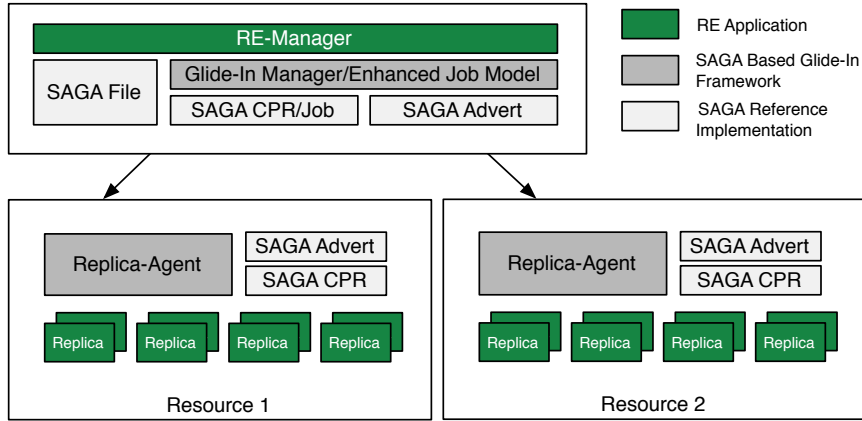 RE-Manager
SAGA File
Glide-In Manager/Enhanced Job Model
SAGA CPR/Job
SAGA Advert
RE Application
SAGA Based Glide-In
Framework
SAGA Reference
Implementation
Replica-Agent
SAGA Advert
SAGA CPR
Replica
Replica
Replica
Replica
Resource 1
Replica-Agent
SAGA Advert
SAGA CPR
Replica
Replica
Replica
Replica
Resource 2